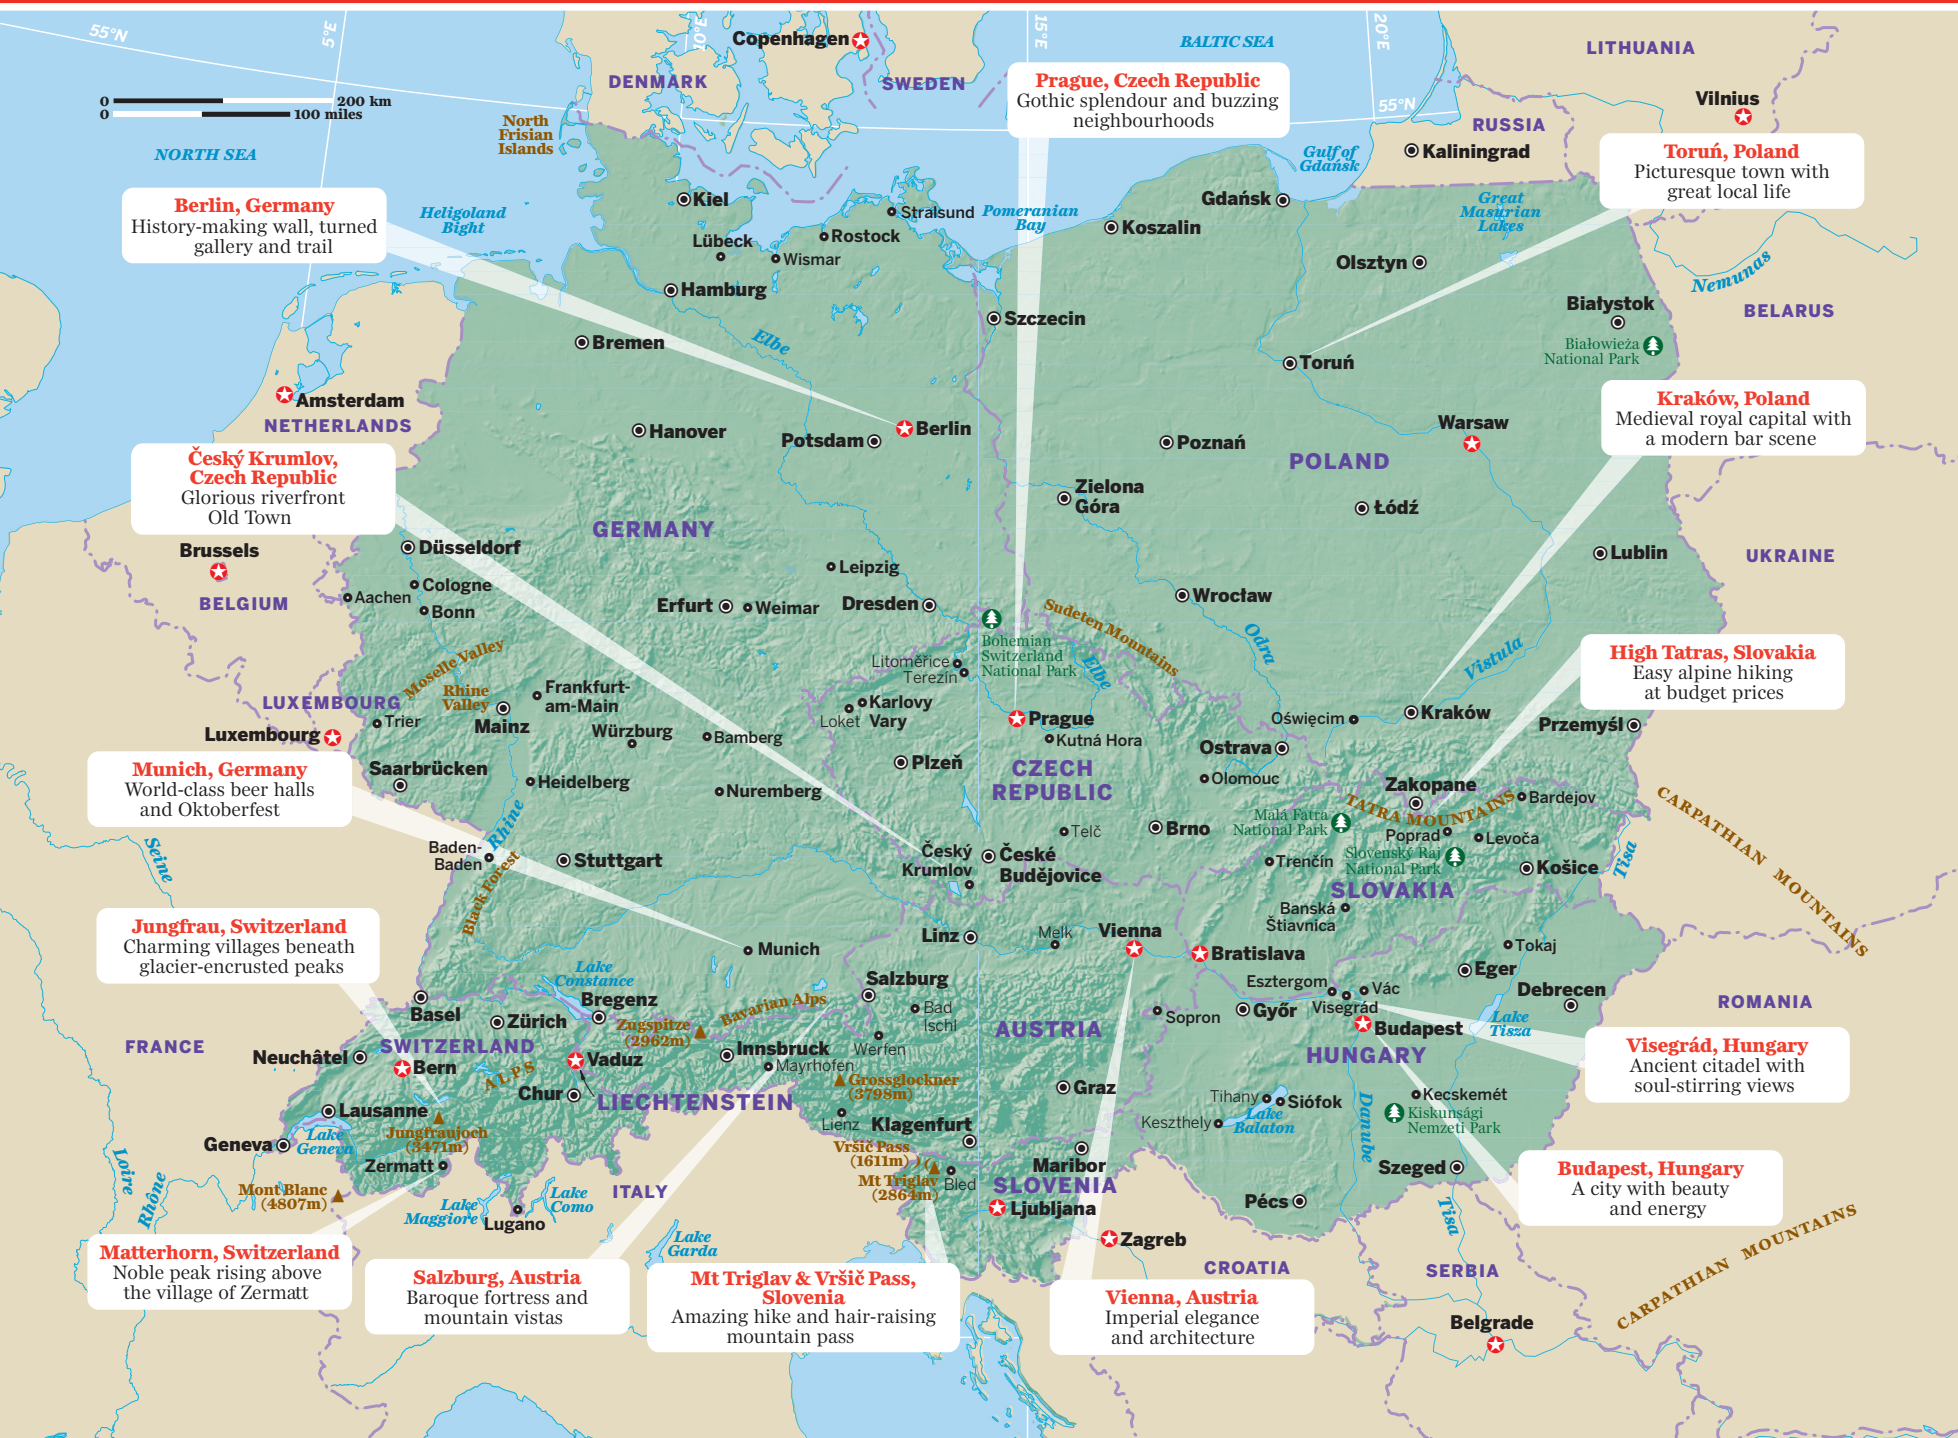 55°N
5°E
10°E
15°E
20°E
55°N
Copenhagen
BALTIC SEA
LITHUANIA
DENMARK
SWEDEN
Prague, Czech Republic
Gothic splendour and buzzing
neighbourhoods
0
200 km
0
100 miles
Vilnius
North
Frisian
Islands
RUSSIA
Kaliningrad
NORTH SEA
Gulf of
Gdańsk
Toruń, Poland
Picturesque town with
great local life
Berlin, Germany
History-making wall, turned
gallery and trail
Heligoland
Bight
Kiel
Stralsund
Pomeranian
Bay
Gdańsk
Koszalin
Great
Masurian
Lakes
Lübeck
Rostock
Wismar
Olsztyn
Nemunas
Hamburg
Białystok
BELARUS
Szczecin
Elbe
Bremen
Białowieża
National Park
Toruń
Amsterdam
NETHERLANDS
Kraków, Poland
Medieval royal capital with
a modern bar scene
Hanover
Potsdam
Berlin
Poznań
Warsaw
POLAND
Český Krumlov,
Czech Republic
Glorious riverfront
Old Town
Zielona
Góra
Łódź
GERMANY
Brussels
Düsseldorf
Lublin
UKRAINE
Leipzig
BELGIUM
Aachen
Cologne
Bonn
Erfurt
Weimar
Dresden
Wrocław
Sudeten Mountains
Odra
Vistula
Bohemian
Switzerland
National Park
Elbe
Litoměřice
Terezín
High Tatras, Slovakia
Easy alpine hiking
at budget prices
Moselle Valley
Rhine
Valley
Frankfurt-
am-Main
LUXEMBOURG
Trier
Mainz
Karlovy
Vary
Loket
Prague
Oświęcim
Kraków
Przemyśl
Luxembourg
Würzburg
Bamberg
Kutná Hora
Ostrava
Munich, Germany
World-class beer halls
and Oktoberfest
Saarbrücken
Heidelberg
Nuremberg
Plzeň
CZECH
REPUBLIC
Olomouc
Zakopane
TATRA MOUNTAINS
Bardejov
CARPATHIAN MOUNTAINS
Rhine
Malá Fatra
National Park
Telč
Brno
Poprad
Levoča
Seine
Baden-
Baden
Stuttgart
Český
Krumlov
České
Budějovice
Trenčín
Slovenský Raj
National Park
Košice
Tisa
Black Forest
SLOVAKIA
Jungfrau, Switzerland
Charming villages beneath
glacier-encrusted peaks
Banská
Štiavnica
Munich
Linz
Melk
Vienna
Bratislava
Tokaj
Eger
Lake
Constance
Salzburg
Esztergom
Vác
Visegrád
Debrecen
ROMANIA
Basel
Bregenz
Zürich
Zugspitze
(2962m)
Bavarian Alps
Bad
Ischl
AUSTRIA
Sopron
Győr
Budapest
Lake
Tisza
FRANCE
Neuchâtel
SWITZERLAND
Bern
Vaduz
Innsbruck
Mayrhofen
Werfen
HUNGARY
Visegrád, Hungary
Ancient citadel with
soul-stirring views
ALPS
Chur
LIECHTENSTEIN
Grossglockner
(3798m)
Graz
Tihany
Siófok
Kecskemét
Lausanne
Lienz
Klagenfurt
Keszthely
Lake
Balaton
Danube
Kiskunsági
Nemzeti Park
Geneva
Lake
Geneva
Jungfraujoch
(3471m)
Vršič Pass
(1611m)
Zermatt
Maribor
Szeged
Budapest, Hungary
A city with beauty
and energy
Loire
Rhône
Mont Blanc
(4807m)
Lake
Maggiore
Lake
Como
ITALY
Mt Triglav
(2864m)
Bled
SLOVENIA
Ljubljana
Pécs
Tisa
Lugano
Lake
Garda
Zagreb
CARPATHIAN MOUNTAINS
Matterhorn, Switzerland
Noble peak rising above
the village of Zermatt
Salzburg, Austria
Baroque fortress and
mountain vistas
Mt Triglav & Vršič Pass,
Slovenia
Amazing hike and hair-raising
mountain pass
CROATIA
SERBIA
Vienna, Austria
Imperial elegance
and architecture
Belgrade